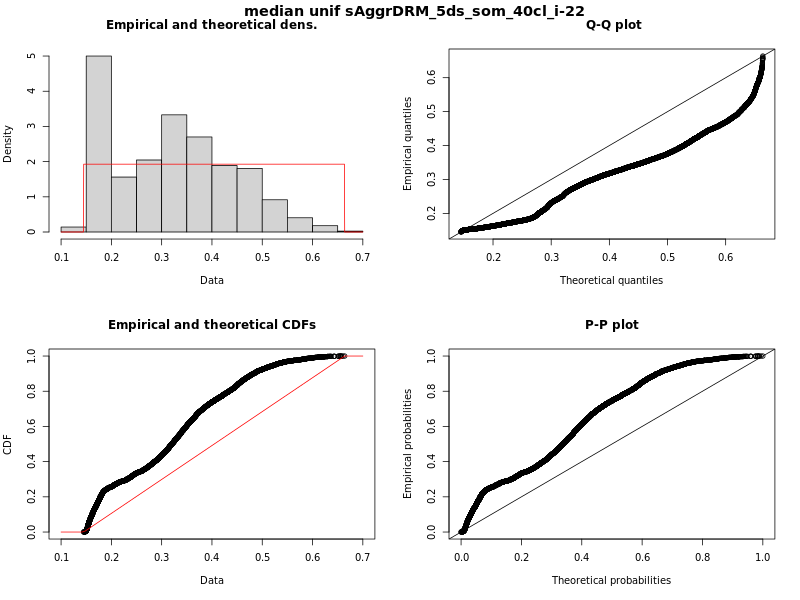 median unif sAggrDRM_5ds_som_40cl_i-22
Empirical and theoretical dens.
Density
0 1 2 3 4 5
0.1 0.2 0.3 0.4 0.5 0.6 0.7
Data
Q-Q plot
Empirical quantiles
0.2 0.3 0.4 0.5 0.6
0.2 0.3 0.4 0.5 0.6
Theoretical quantiles
Empirical and theoretical CDFs
CDF
0.0 0.2 0.4 0.6 0.8 1.0
0.1 0.2 0.3 0.4 0.5 0.6 0.7
Data
P-P plot
Empirical probabilities
0.0 0.2 0.4 0.6 0.8 1.0
0.0 0.2 0.4 0.6 0.8 1.0
Theoretical probabilities